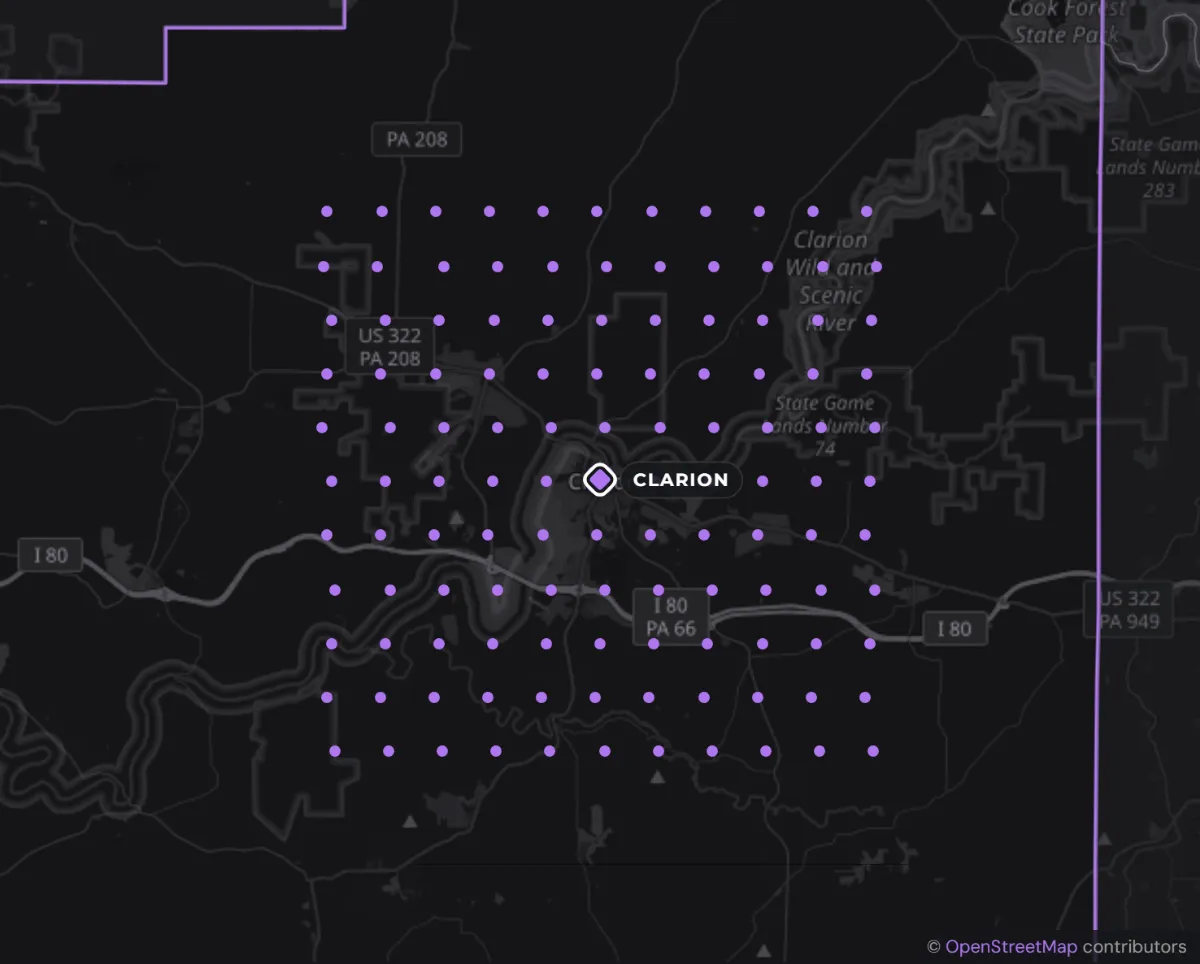 Cook Forest
State Park
PA 208
State Game
Lands Number
283
Clarion
Wild and
Scenic
River
US 322
PA 208
State Game
Lands Number
74
CLARION
I 80
I 80
PA 66
I 80
US 322
PA 949
© OpenStreetMap contributors